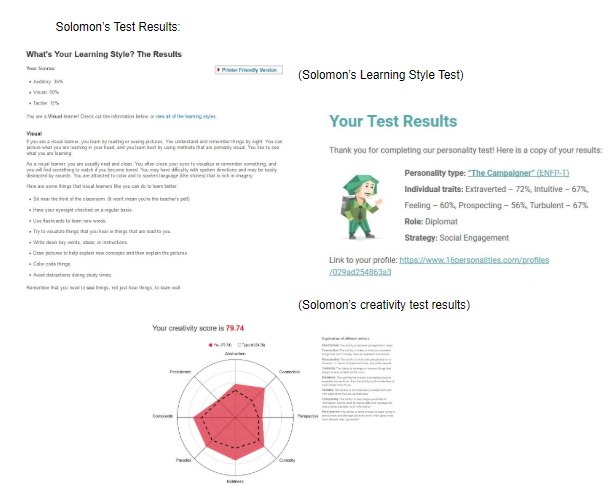 Solomon's Test Results:
What's Your Learning Style? The Results
Your Scores:
Printer Friendly Version
• Auditory: 35%
• Visual: 50%
• Tactile: 15%
You are a Visual learner! Check out the information below, or view all of the learning styles.
Visual
If you are a visual learner, you learn by reading or seeing pictures. You understand and remember things by sight. You can
picture what you are learning in your head, and you learn best by using methods that are primarily visual. You like to see
what you are learning.
As a visual learner, you are usually neat and clean. You often close your eyes to visualize or remember something, and
you will find something to watch if you become bored. You may have difficulty with spoken directions and may be easily
distracted by sounds. You are attracted to color and to spoken language (like stories) that is rich in imagery.
Here are some things that visual learners like you can do to learn better:
• Sit near the front of the classroom. (It won't mean you're the teacher's pet!)
• Have your eyesight checked on a regular basis.
• Use flashcards to learn new words.
• Try to visualize things that you hear or things that are read to you.
• Write down key words, ideas, or instructions.
• Draw pictures to help explain new concepts and then explain the pictures.
• Color code things.
• Avoid distractions during study times.
Remember that you need to see things, not just hear things, to learn well.
(Solomon's Learning Style Test)
Your Test Results
Thank you for completing our personality test! Here is a copy of your results:
Personality type: "The Campaigner" (ENFP-T)
Individual traits: Extraverted – 72%, Intuitive – 67%,
Feeling – 60%, Prospecting – 56%, Turbulent – 67%
Role: Diplomat
Strategy: Social Engagement
Link to your profile: https://www.16personalities.com/profiles
/029ad254863a3
(Solomon's creativity test results)
Your creativity score is 79.74
Abstraction
Connection
Perspective
Curiosity
Boldness
Paradox
Complexity
Persistence